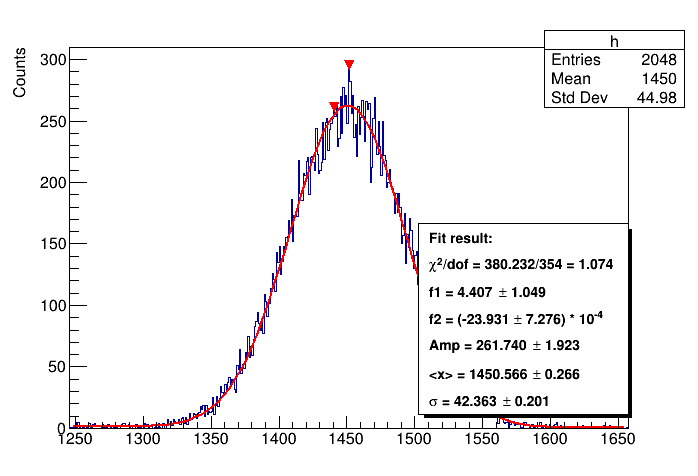 h
Entries 2048
Mean 1450
Std Dev 44.98
Counts
300
250
200
150
100
50
0
Fit result:
χ²/dof = 380.232/354 = 1.074
f1 = 4.407 ± 1.049
f2 = (-23.931 ± 7.276) * 10⁻⁴
Amp = 261.740 ± 1.923
<x> = 1450.566 ± 0.266
σ = 42.363 ± 0.201
1250 1300 1350 1400 1450 1500 1550 1600 1650